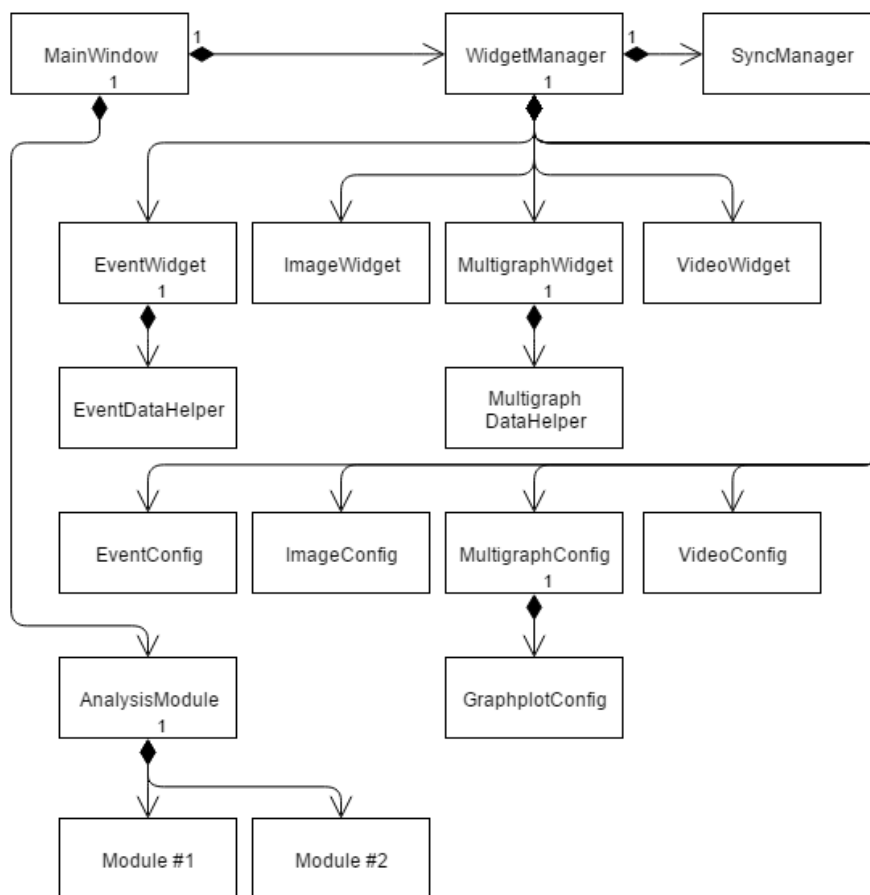 MainWindow
1
1
WidgetManager
1
1
SyncManager
EventWidget
1
ImageWidget
MultigraphWidget
1
VideoWidget
EventDataHelper
Multigraph
DataHelper
EventConfig
ImageConfig
MultigraphConfig
1
VideoConfig
AnalysisModule
1
GraphplotConfig
Module #1
Module #2